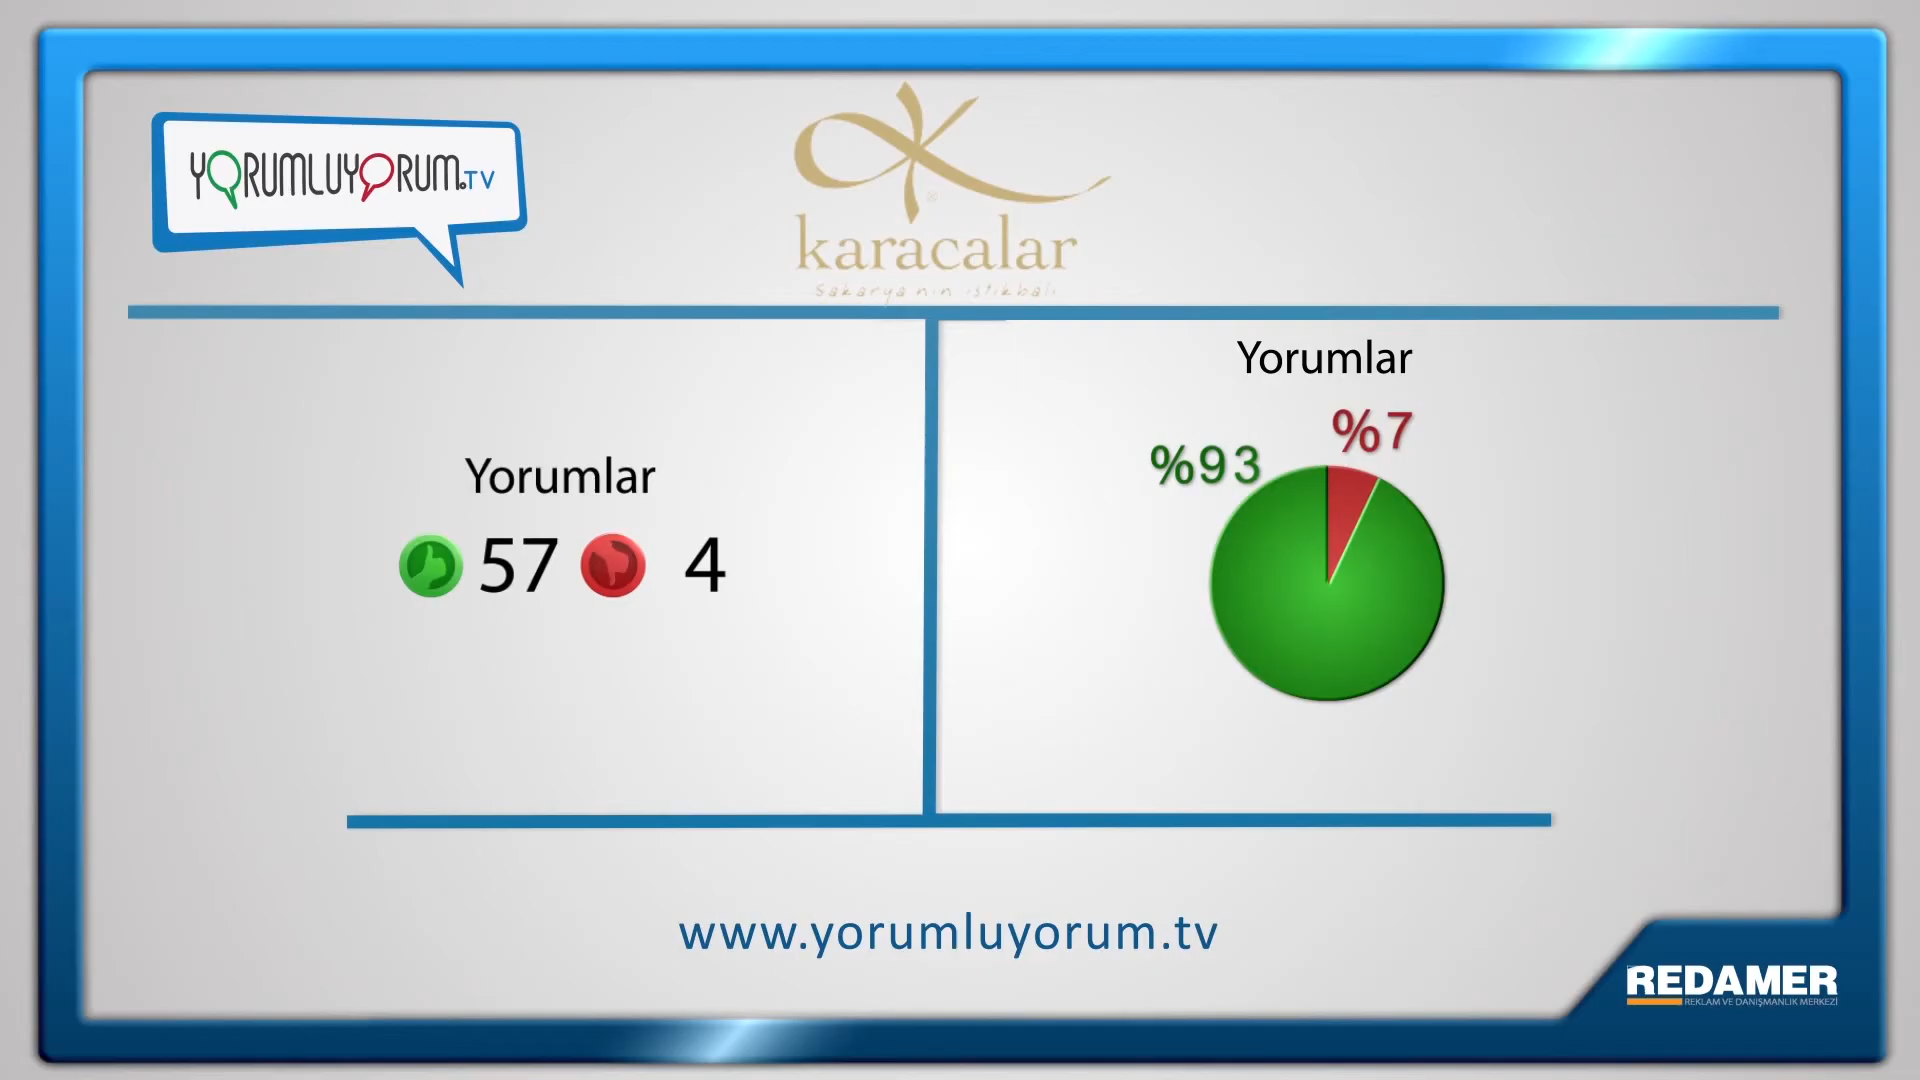 YORUMLUYORUM.TV
®
karacalar
Sakarya'nın istikbali
Yorumlar
57 4
Yorumlar
%7
%93
www.yorumluyorum.tv
REDAMER
REKLAM VE DANIŞMANLIK MERKEZİ